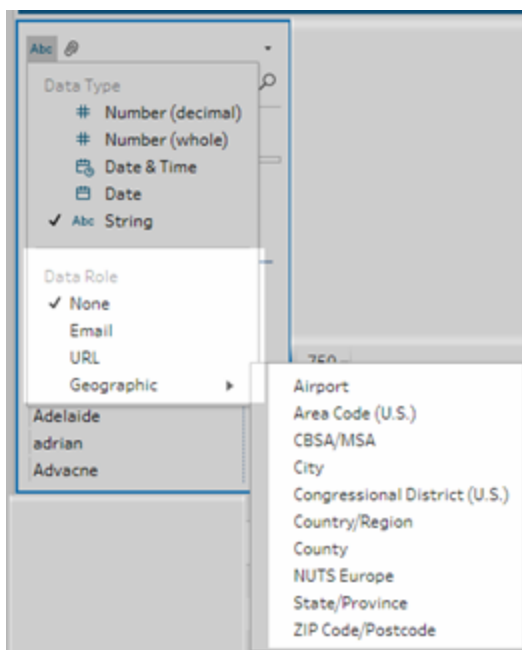 Abc
Data Type
# Number (decimal)
# Number (whole)
Date & Time
Date
✓ Abc String
Data Role
✓ None
Email
URL
Geographic
Adelaide
adrian
Advacne
Airport
Area Code (U.S.)
CBSA/MSA
City
Congressional District (U.S.)
Country/Region
County
NUTS Europe
State/Province
ZIP Code/Postcode